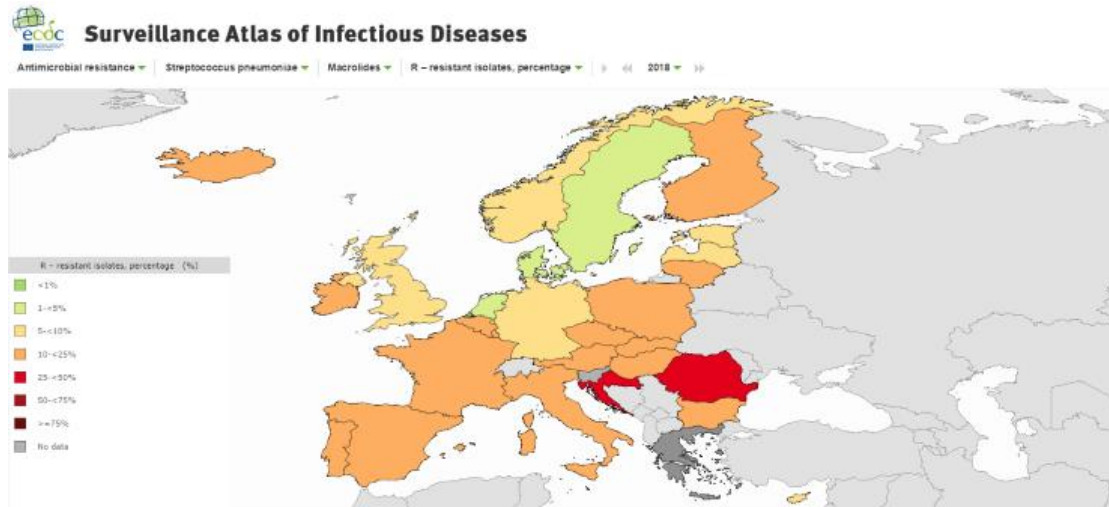 ecdc
Surveillance Atlas of Infectious Diseases
Antimicrobial resistance
Streptococcus pneumoniae
Macrolides
R – resistant isolates, percentage
2018
R – resistant isolates, percentage (%)
<1%
1-<5%
5-<10%
10-<25%
25-<50%
50-<75%
>=75%
No data